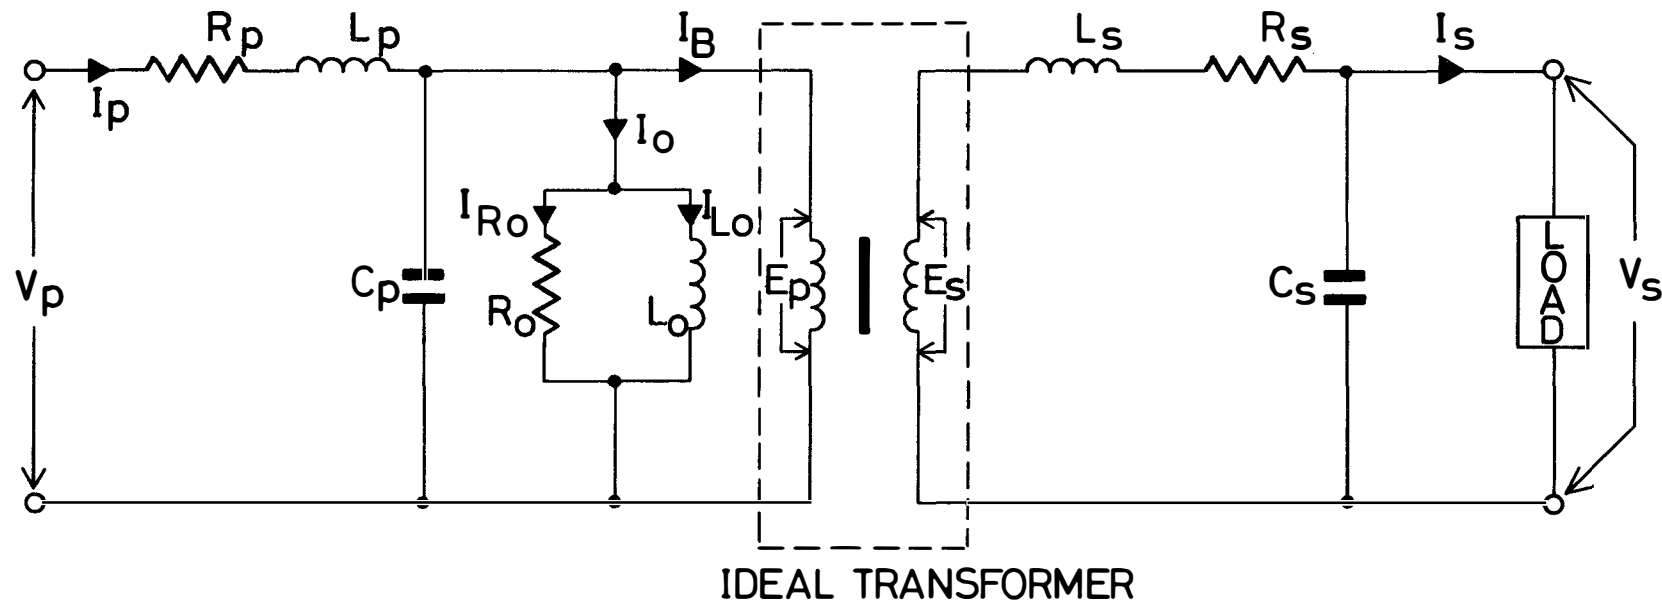 Rp
Lp
IB
Ls
Rs
Is
Ip
Io
IRo
ILo
Vp
Cp
Ro
Lo
Ep
Es
Cs
LOAD
Vs
IDEAL TRANSFORMER